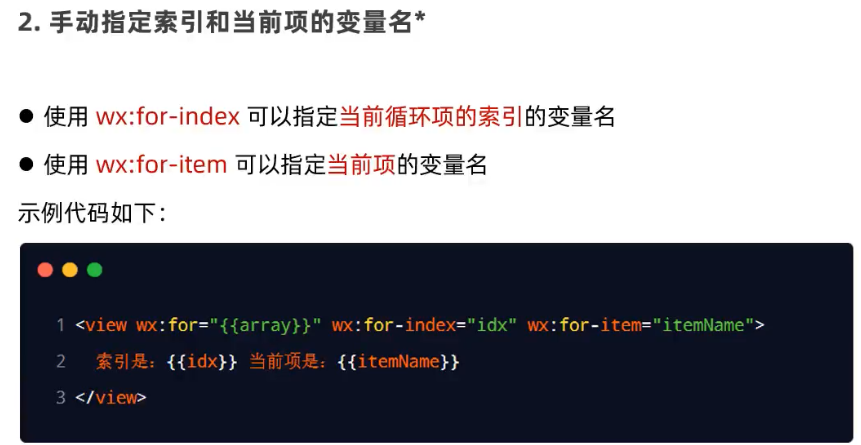 2. 手动指定索引和当前项的变量名*
● 使用 wx:for-index 可以指定当前循环项的索引的变量名
● 使用 wx:for-item 可以指定当前项的变量名
示例代码如下：
1 <view wx:for="{{array}}" wx:for-index="idx" wx:for-item="itemName">
2   索引是：{{idx}} 当前项是：{{itemName}}
3 </view>